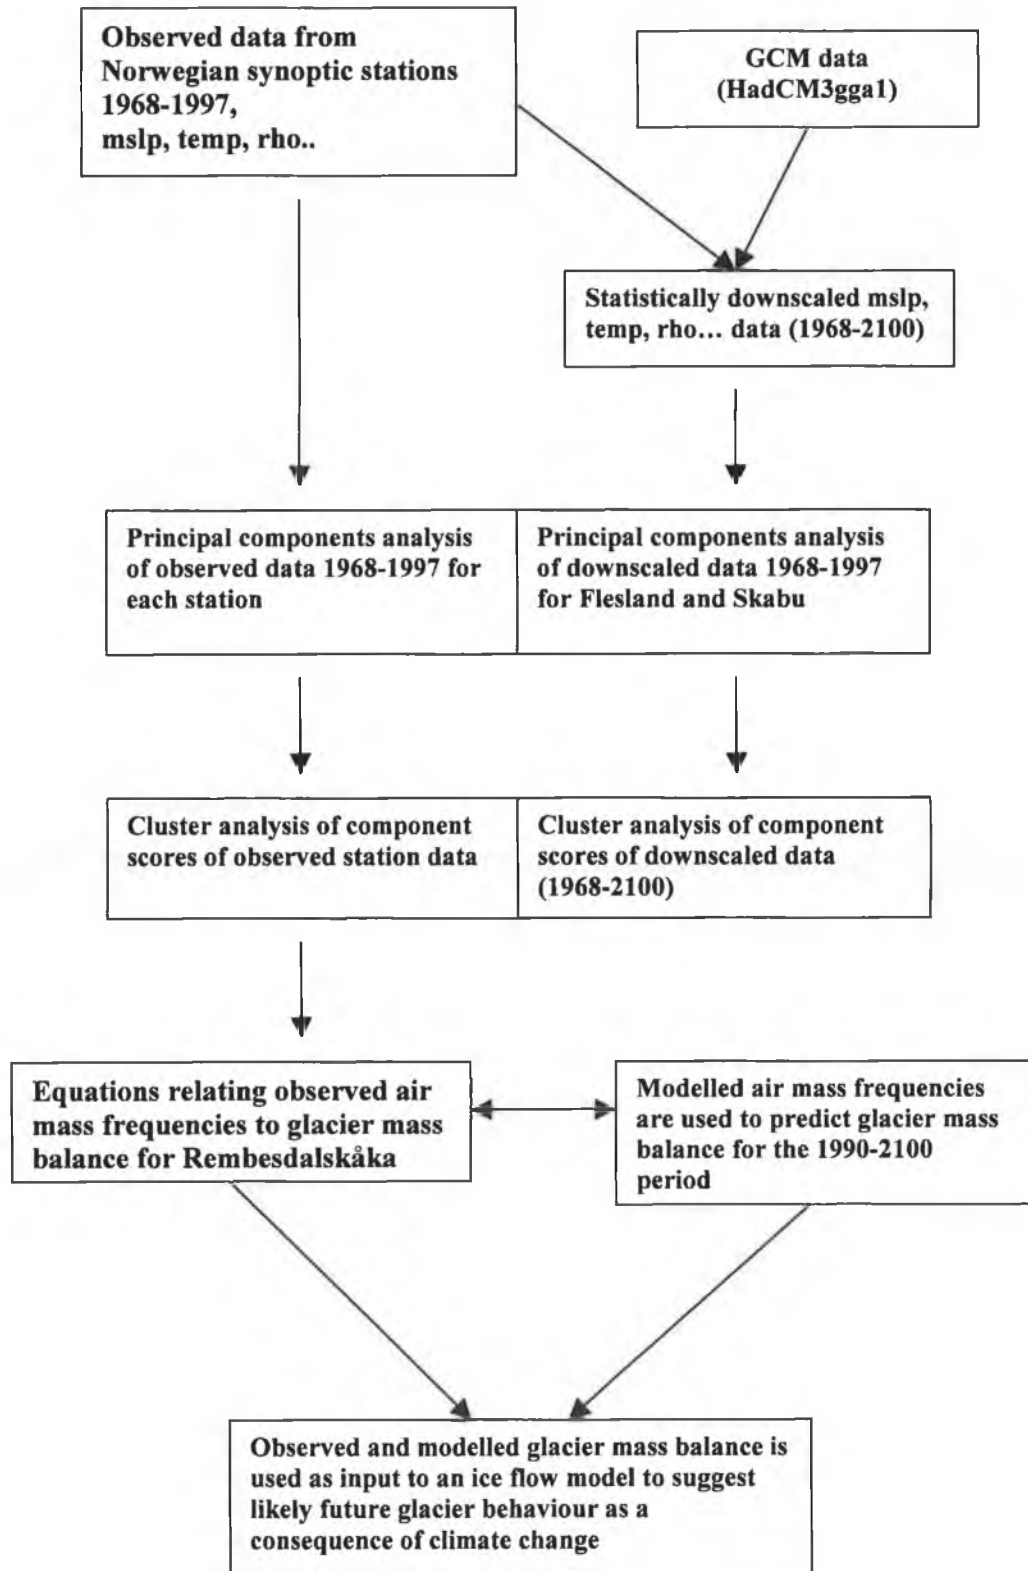 Observed data from
Norwegian synoptic stations
1968-1997,
mslp, temp, rho..
GCM data
(HadCM3gga1)
Statistically downscaled mslp,
temp, rho... data (1968-2100)
Principal components analysis
of observed data 1968-1997 for
each station
Principal components analysis
of downscaled data 1968-1997
for Flesland and Skabu
Cluster analysis of component
scores of observed station data
Cluster analysis of component
scores of downscaled data
(1968-2100)
Equations relating observed air
mass frequencies to glacier mass
balance for Rembesdalskåka
Modelled air mass frequencies
are used to predict glacier mass
balance for the 1990-2100
period
Observed and modelled glacier mass balance is
used as input to an ice flow model to suggest
likely future glacier behaviour as a
consequence of climate change